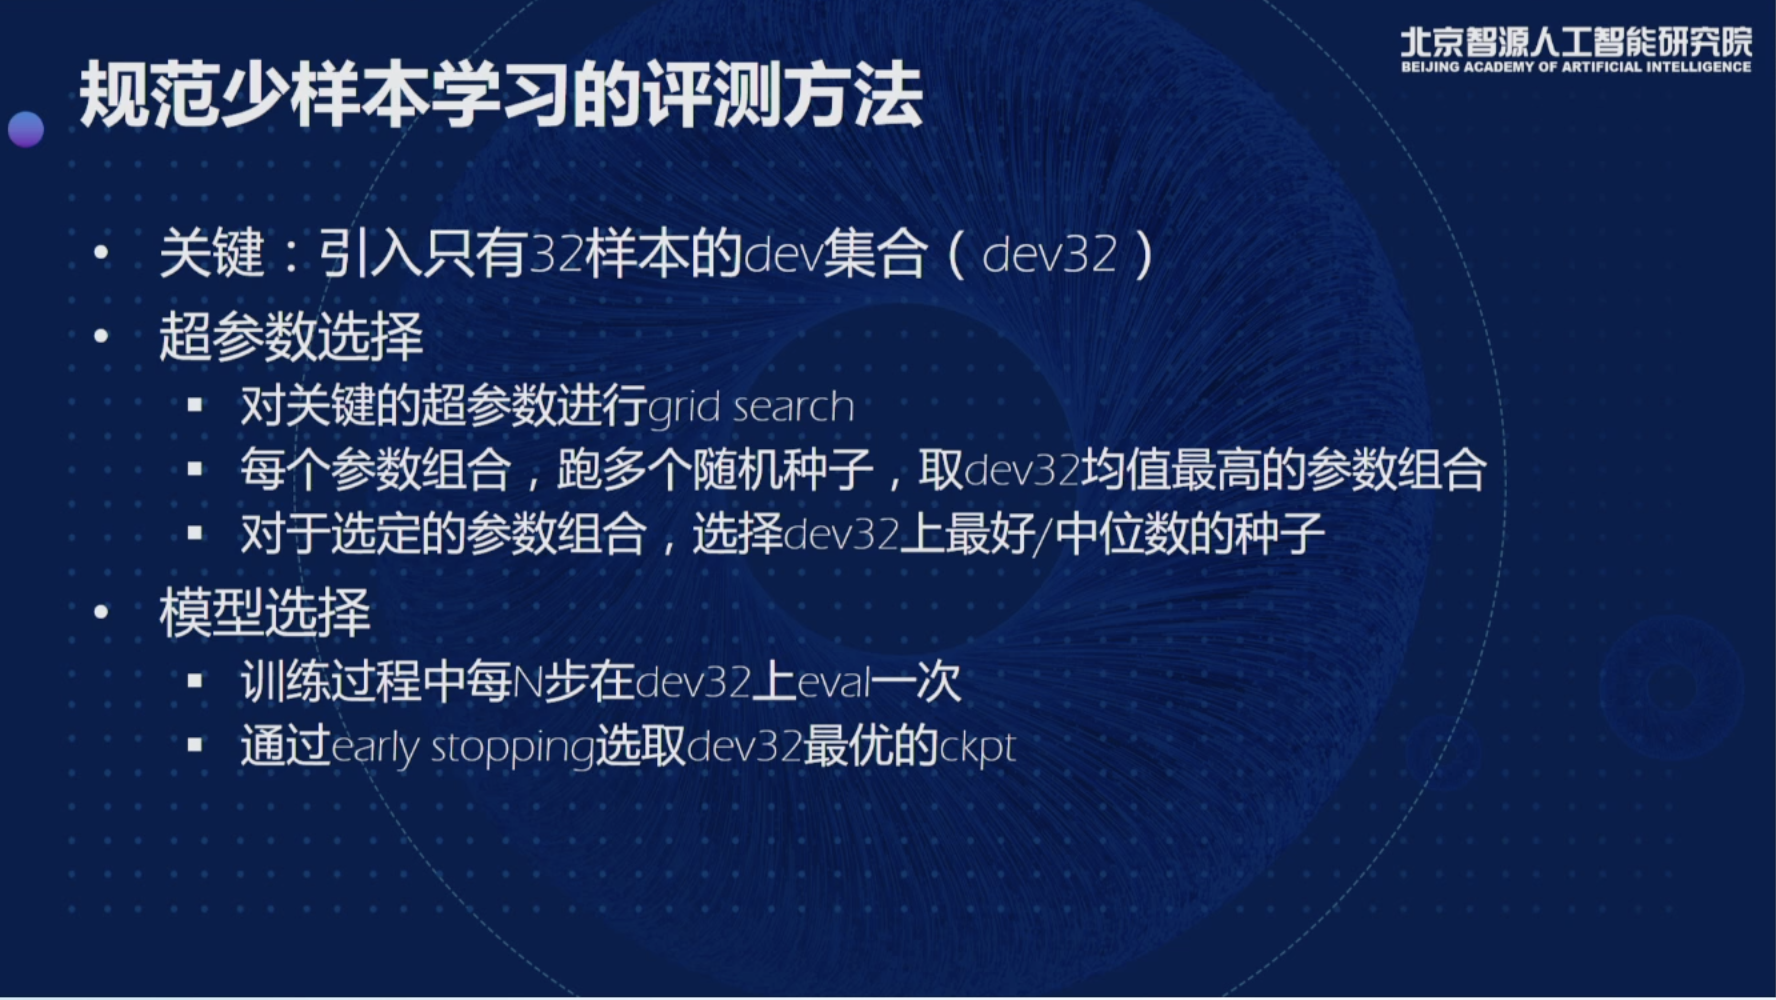 北京智源人工智能研究院
BEIJING ACADEMY OF ARTIFICIAL INTELLIGENCE
规范少样本学习的评测方法
• 关键：引入只有32样本的dev集合（dev32）
• 超参数选择
▪ 对关键的超参数进行grid search
▪ 每个参数组合，跑多个随机种子，取dev32均值最高的参数组合
▪ 对于选定的参数组合，选择dev32上最好/中位数的种子
• 模型选择
▪ 训练过程中每N步在dev32上eval一次
▪ 通过early stopping选取dev32最优的ckpt